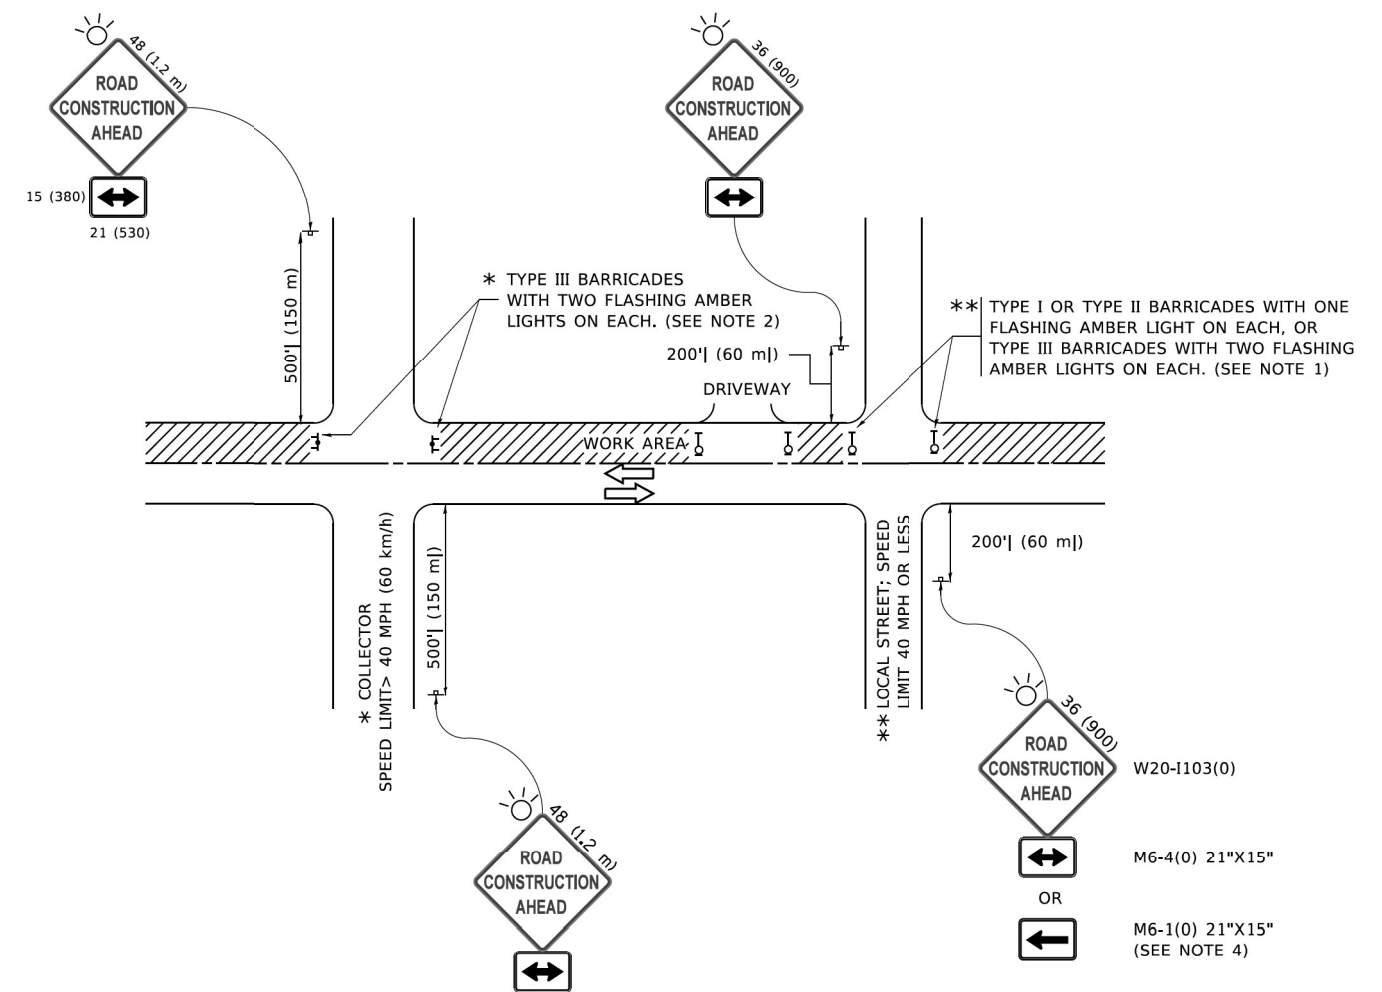 48 (1.2 m)
ROAD
CONSTRUCTION
AHEAD
15 (380)
21 (530)
36 (900)
ROAD
CONSTRUCTION
AHEAD
500'| (150 m)
* TYPE III BARRICADES
WITH TWO FLASHING AMBER
LIGHTS ON EACH. (SEE NOTE 2)
200'| (60 m|)
DRIVEWAY
** TYPE I OR TYPE II BARRICADES WITH ONE
FLASHING AMBER LIGHT ON EACH, OR
TYPE III BARRICADES WITH TWO FLASHING
AMBER LIGHTS ON EACH. (SEE NOTE 1)
WORK AREA
* COLLECTOR
SPEED LIMIT> 40 MPH (60 km/h)
500'| (150 m|)
** LOCAL STREET; SPEED
LIMIT 40 MPH OR LESS
200'| (60 m|)
48 (1.2 m)
ROAD
CONSTRUCTION
AHEAD
36 (900)
ROAD
CONSTRUCTION
AHEAD
W20-I103(0)
M6-4(0) 21"X15"
OR
M6-1(0) 21"X15"
(SEE NOTE 4)